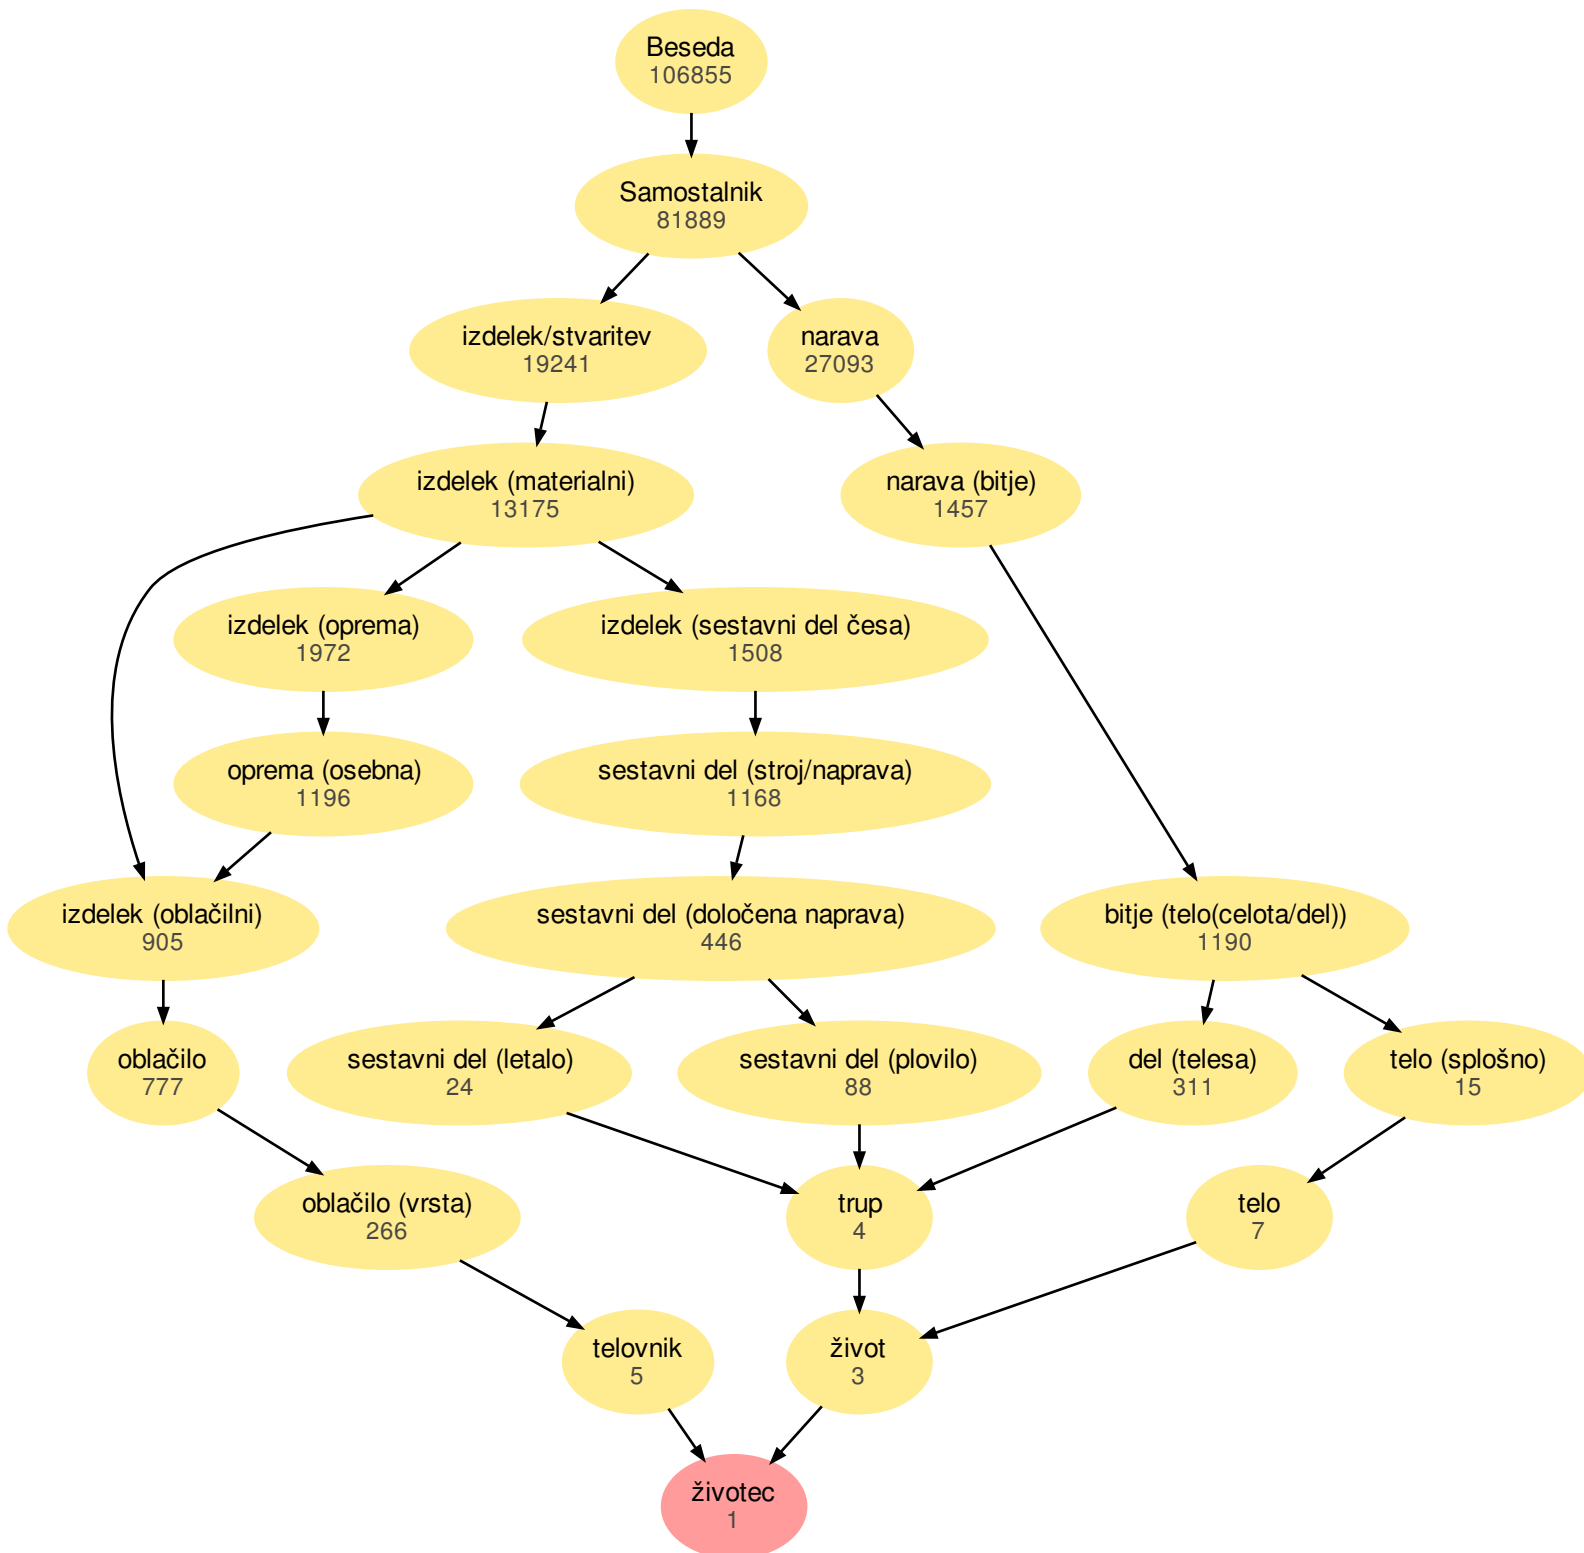 Beseda
106855
Samostalnik
81889
izdelek/stvaritev
19241
narava
27093
izdelek (materialni)
13175
narava (bitje)
1457
izdelek (oprema)
1972
izdelek (sestavni del česa)
1508
oprema (osebna)
1196
sestavni del (stroj/naprava)
1168
izdelek (oblačilni)
905
sestavni del (določena naprava)
446
bitje (telo(celota/del))
1190
oblačilo
777
sestavni del (letalo)
24
sestavni del (plovilo)
88
del (telesa)
311
telo (splošno)
15
oblačilo (vrsta)
266
trup
4
telo
7
telovnik
5
život
3
životec
1